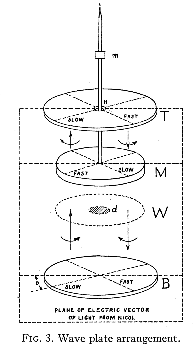 m
H
SLOW
FAST
T
FAST
SLOW
M
d
W
SLOW
FAST
B
PLANE OF ELECTRIC VECTOR
OF LIGHT FROM NICOL
FIG. 3. Wave plate arrangement.